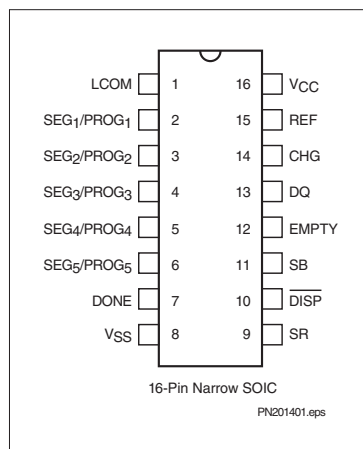 LCOM 1 16 VCC
SEG1/PROG1 2 15 REF
SEG2/PROG2 3 14 CHG
SEG3/PROG3 4 13 DQ
SEG4/PROG4 5 12 EMPTY
SEG5/PROG5 6 11 SB
DONE 7 10 DISP
VSS 8 9 SR
16-Pin Narrow SOIC
PN201401.eps